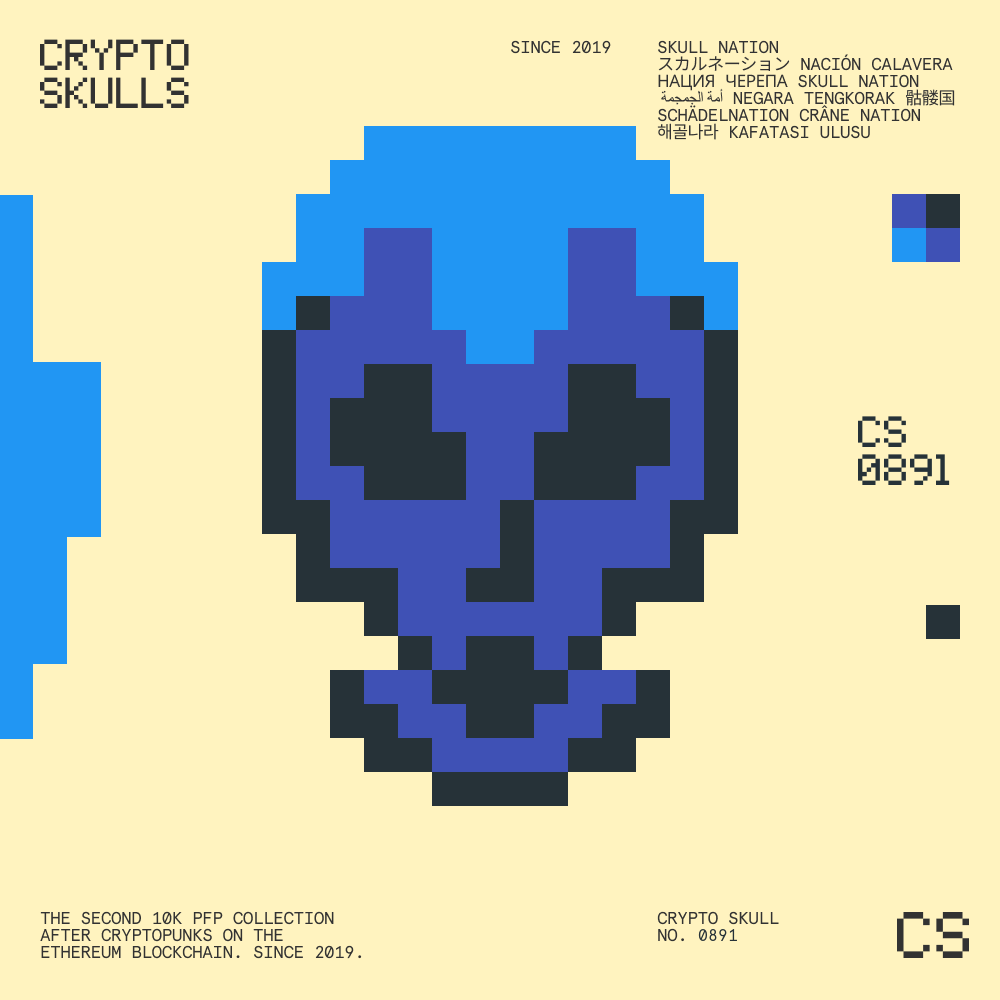 CRYPTO
SKULLS
SINCE 2019
SKULL NATION
スカルネーション NACIÓN CALAVERA
НАЦИЯ ЧЕРЕПА SKULL NATION
أمة الجمجمة NEGARA TENGKORAK 骷髅国
SCHÄDELNATION CRÂNE NATION
해골나라 KAFATASI ULUSU
CS
0891
THE SECOND 10K PFP COLLECTION
AFTER CRYPTOPUNKS ON THE
ETHEREUM BLOCKCHAIN. SINCE 2019.
CRYPTO SKULL
NO. 0891
CS